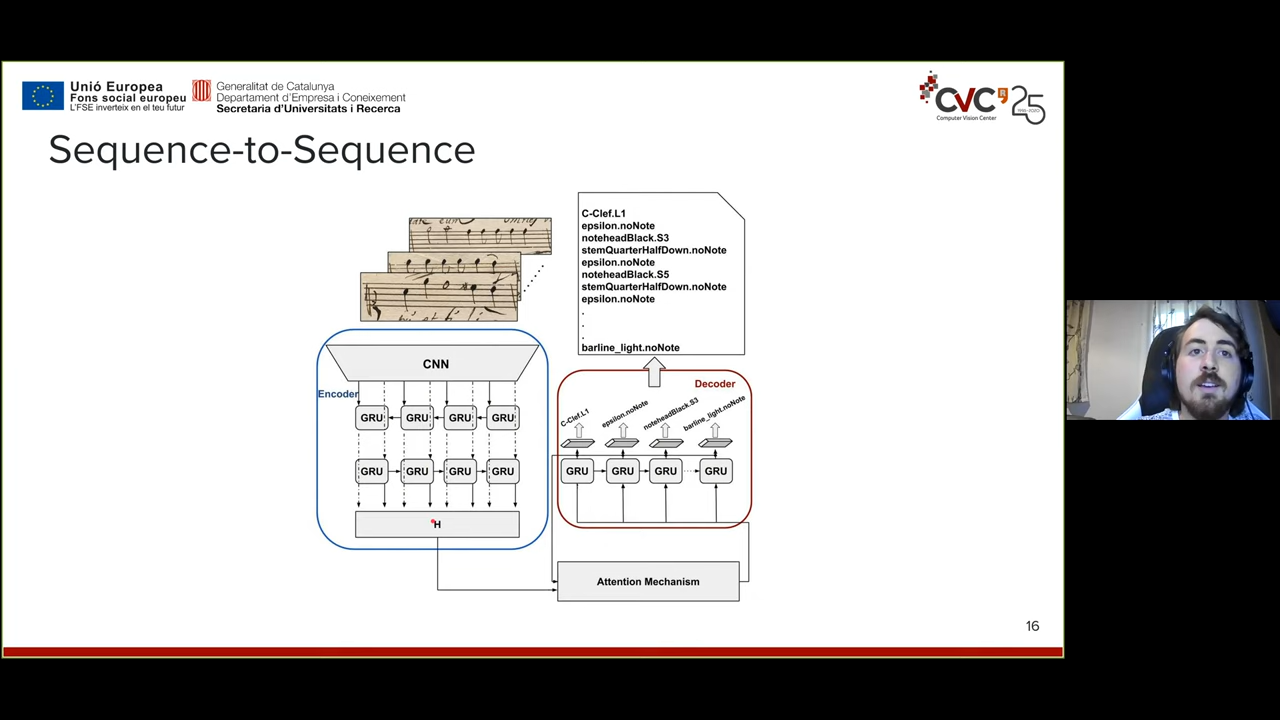 Unió Europea
Fons social europeu
L'FSE inverteix en el teu futur
Generalitat de Catalunya
Departament d'Empresa i Coneixement
Secretaria d'Universitats i Recerca
CVC
Computer Vision Center
25
Sequence-to-Sequence
C-Clef.L1
epsilon.noNote
noteheadBlack.S3
stemQuarterHalfDown.noNote
epsilon.noNote
noteheadBlack.S5
stemQuarterHalfDown.noNote
epsilon.noNote
.
.
.
barline_light.noNote
CNN
Encoder
GRU GRU GRU GRU
GRU GRU GRU GRU
H
Decoder
C-Clef.L1
epsilon.noNote
noteheadBlack.S3
barline_light.noNote
GRU GRU GRU GRU
Attention Mechanism
16